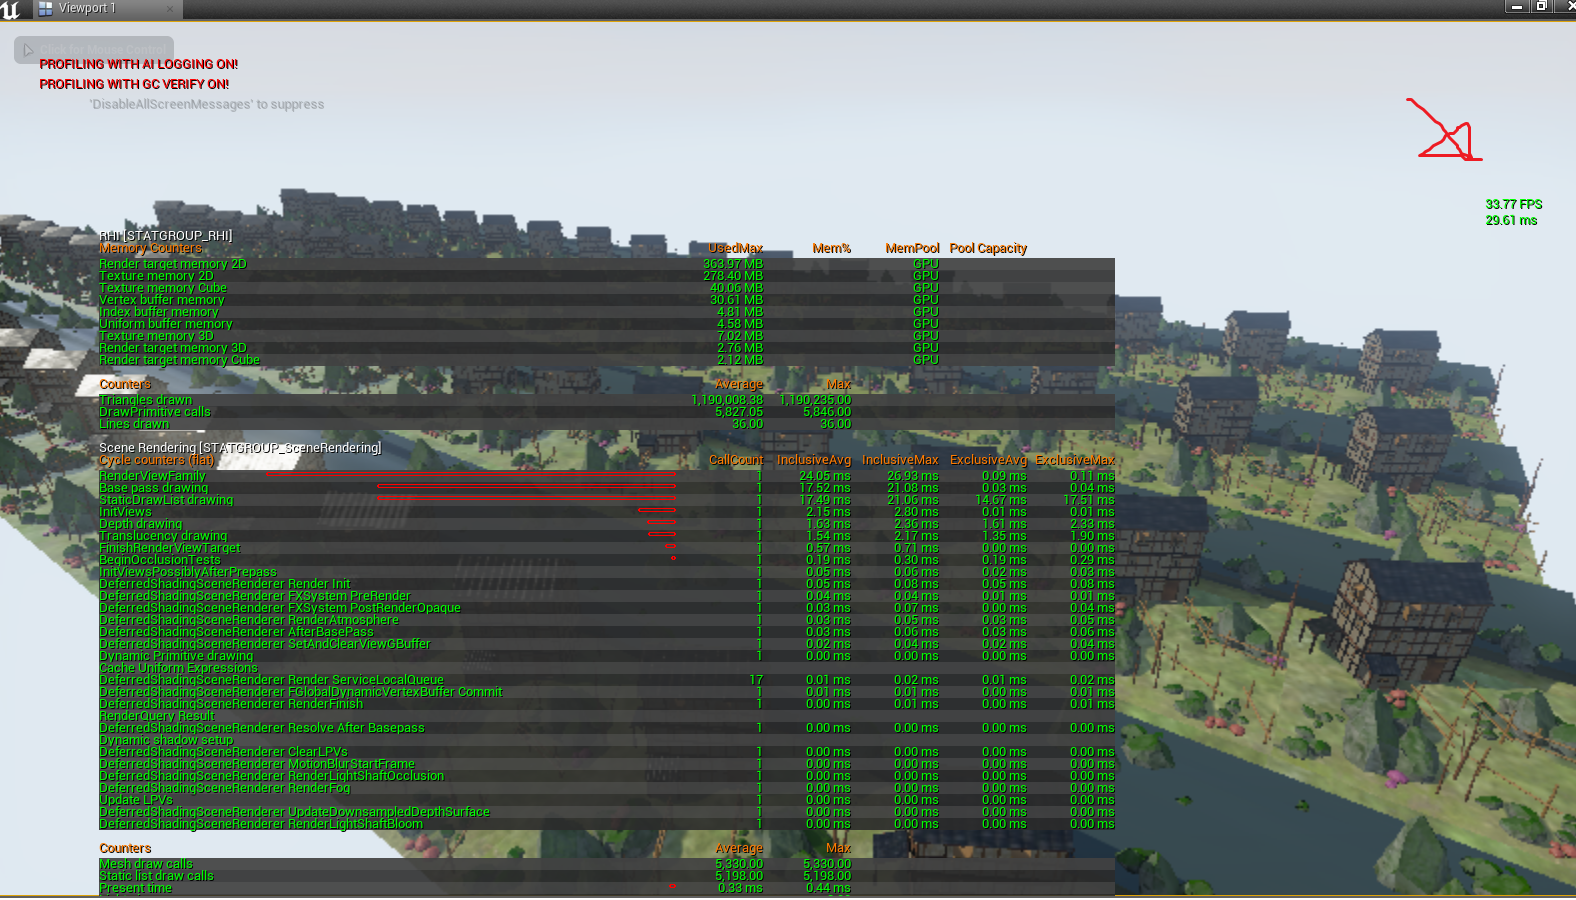 Viewport 1
Click for Mouse Control
PROFILING WITH AI LOGGING ON!
PROFILING WITH GC VERIFY ON!
'DisableAllScreenMessages' to suppress
33.77 FPS
29.61 ms
RHI [STATGROUP_RHI]
Memory Counters UsedMax Mem% MemPool Pool Capacity
Render target memory 2D 363.97 MB GPU
Texture memory 2D 278.40 MB GPU
Texture memory Cube 40.06 MB GPU
Vertex buffer memory 30.61 MB GPU
Index buffer memory 4.81 MB GPU
Uniform buffer memory 4.58 MB GPU
Texture memory 3D 7.02 MB GPU
Render target memory 3D 2.76 MB GPU
Render target memory Cube 2.12 MB GPU
Counters Average Max
Triangles drawn 1,190,008.38 1,190,235.00
DrawPrimitive calls 5,827.05 5,846.00
Lines drawn 36.00 36.00
Scene Rendering [STATGROUP_SceneRendering]
Cycle counters (flat) CallCount InclusiveAvg InclusiveMax ExclusiveAvg ExclusiveMax
RenderViewFamily 1 24.05 ms 26.93 ms 0.09 ms 0.11 ms
Base pass drawing 1 17.52 ms 21.08 ms 0.03 ms 0.04 ms
StaticDrawList drawing 1 17.49 ms 21.06 ms 14.67 ms 17.51 ms
InitViews 1 2.15 ms 2.80 ms 0.01 ms 0.01 ms
Depth drawing 1 1.63 ms 2.36 ms 1.61 ms 2.33 ms
Translucency drawing 1 1.54 ms 2.17 ms 1.35 ms 1.90 ms
FinishRenderViewTarget 1 0.57 ms 0.71 ms 0.00 ms 0.00 ms
BeginOcclusionTests 1 0.19 ms 0.30 ms 0.19 ms 0.29 ms
InitViewsPossiblyAfterPrepass 1 0.05 ms 0.06 ms 0.02 ms 0.03 ms
DeferredShadingSceneRenderer Render Init 1 0.05 ms 0.08 ms 0.05 ms 0.08 ms
DeferredShadingSceneRenderer FXSystem PreRender 1 0.04 ms 0.04 ms 0.01 ms 0.01 ms
DeferredShadingSceneRenderer FXSystem PostRenderOpaque 1 0.03 ms 0.07 ms 0.00 ms 0.04 ms
DeferredShadingSceneRenderer RenderAtmosphere 1 0.03 ms 0.05 ms 0.03 ms 0.05 ms
DeferredShadingSceneRenderer AfterBasePass 1 0.03 ms 0.06 ms 0.03 ms 0.06 ms
DeferredShadingSceneRenderer SetAndClearViewGBuffer 1 0.02 ms 0.04 ms 0.02 ms 0.04 ms
Dynamic Primitive drawing 1 0.00 ms 0.00 ms 0.00 ms 0.00 ms
Cache Uniform Expressions
DeferredShadingSceneRenderer Render ServiceLocalQueue 17 0.01 ms 0.02 ms 0.01 ms 0.02 ms
DeferredShadingSceneRenderer FGlobalDynamicVertexBuffer Commit 1 0.01 ms 0.01 ms 0.00 ms 0.01 ms
DeferredShadingSceneRenderer RenderFinish 1 0.00 ms 0.01 ms 0.00 ms 0.01 ms
RenderQuery Result
DeferredShadingSceneRenderer Resolve After Basepass 1 0.00 ms 0.00 ms 0.00 ms 0.00 ms
Dynamic shadow setup
DeferredShadingSceneRenderer ClearLPVs 1 0.00 ms 0.00 ms 0.00 ms 0.00 ms
DeferredShadingSceneRenderer MotionBlurStartFrame 1 0.00 ms 0.00 ms 0.00 ms 0.00 ms
DeferredShadingSceneRenderer RenderLightShaftOcclusion 1 0.00 ms 0.00 ms 0.00 ms 0.00 ms
DeferredShadingSceneRenderer RenderFog 1 0.00 ms 0.00 ms 0.00 ms 0.00 ms
Update LPVs 1 0.00 ms 0.00 ms 0.00 ms 0.00 ms
DeferredShadingSceneRenderer UpdateDownsampledDepthSurface 1 0.00 ms 0.00 ms 0.00 ms 0.00 ms
DeferredShadingSceneRenderer RenderLightShaftBloom 1 0.00 ms 0.00 ms 0.00 ms 0.00 ms
Counters Average Max
Mesh draw calls 5,330.00 5,330.00
Static list draw calls 5,198.00 5,198.00
Present time 0.33 ms 0.44 ms